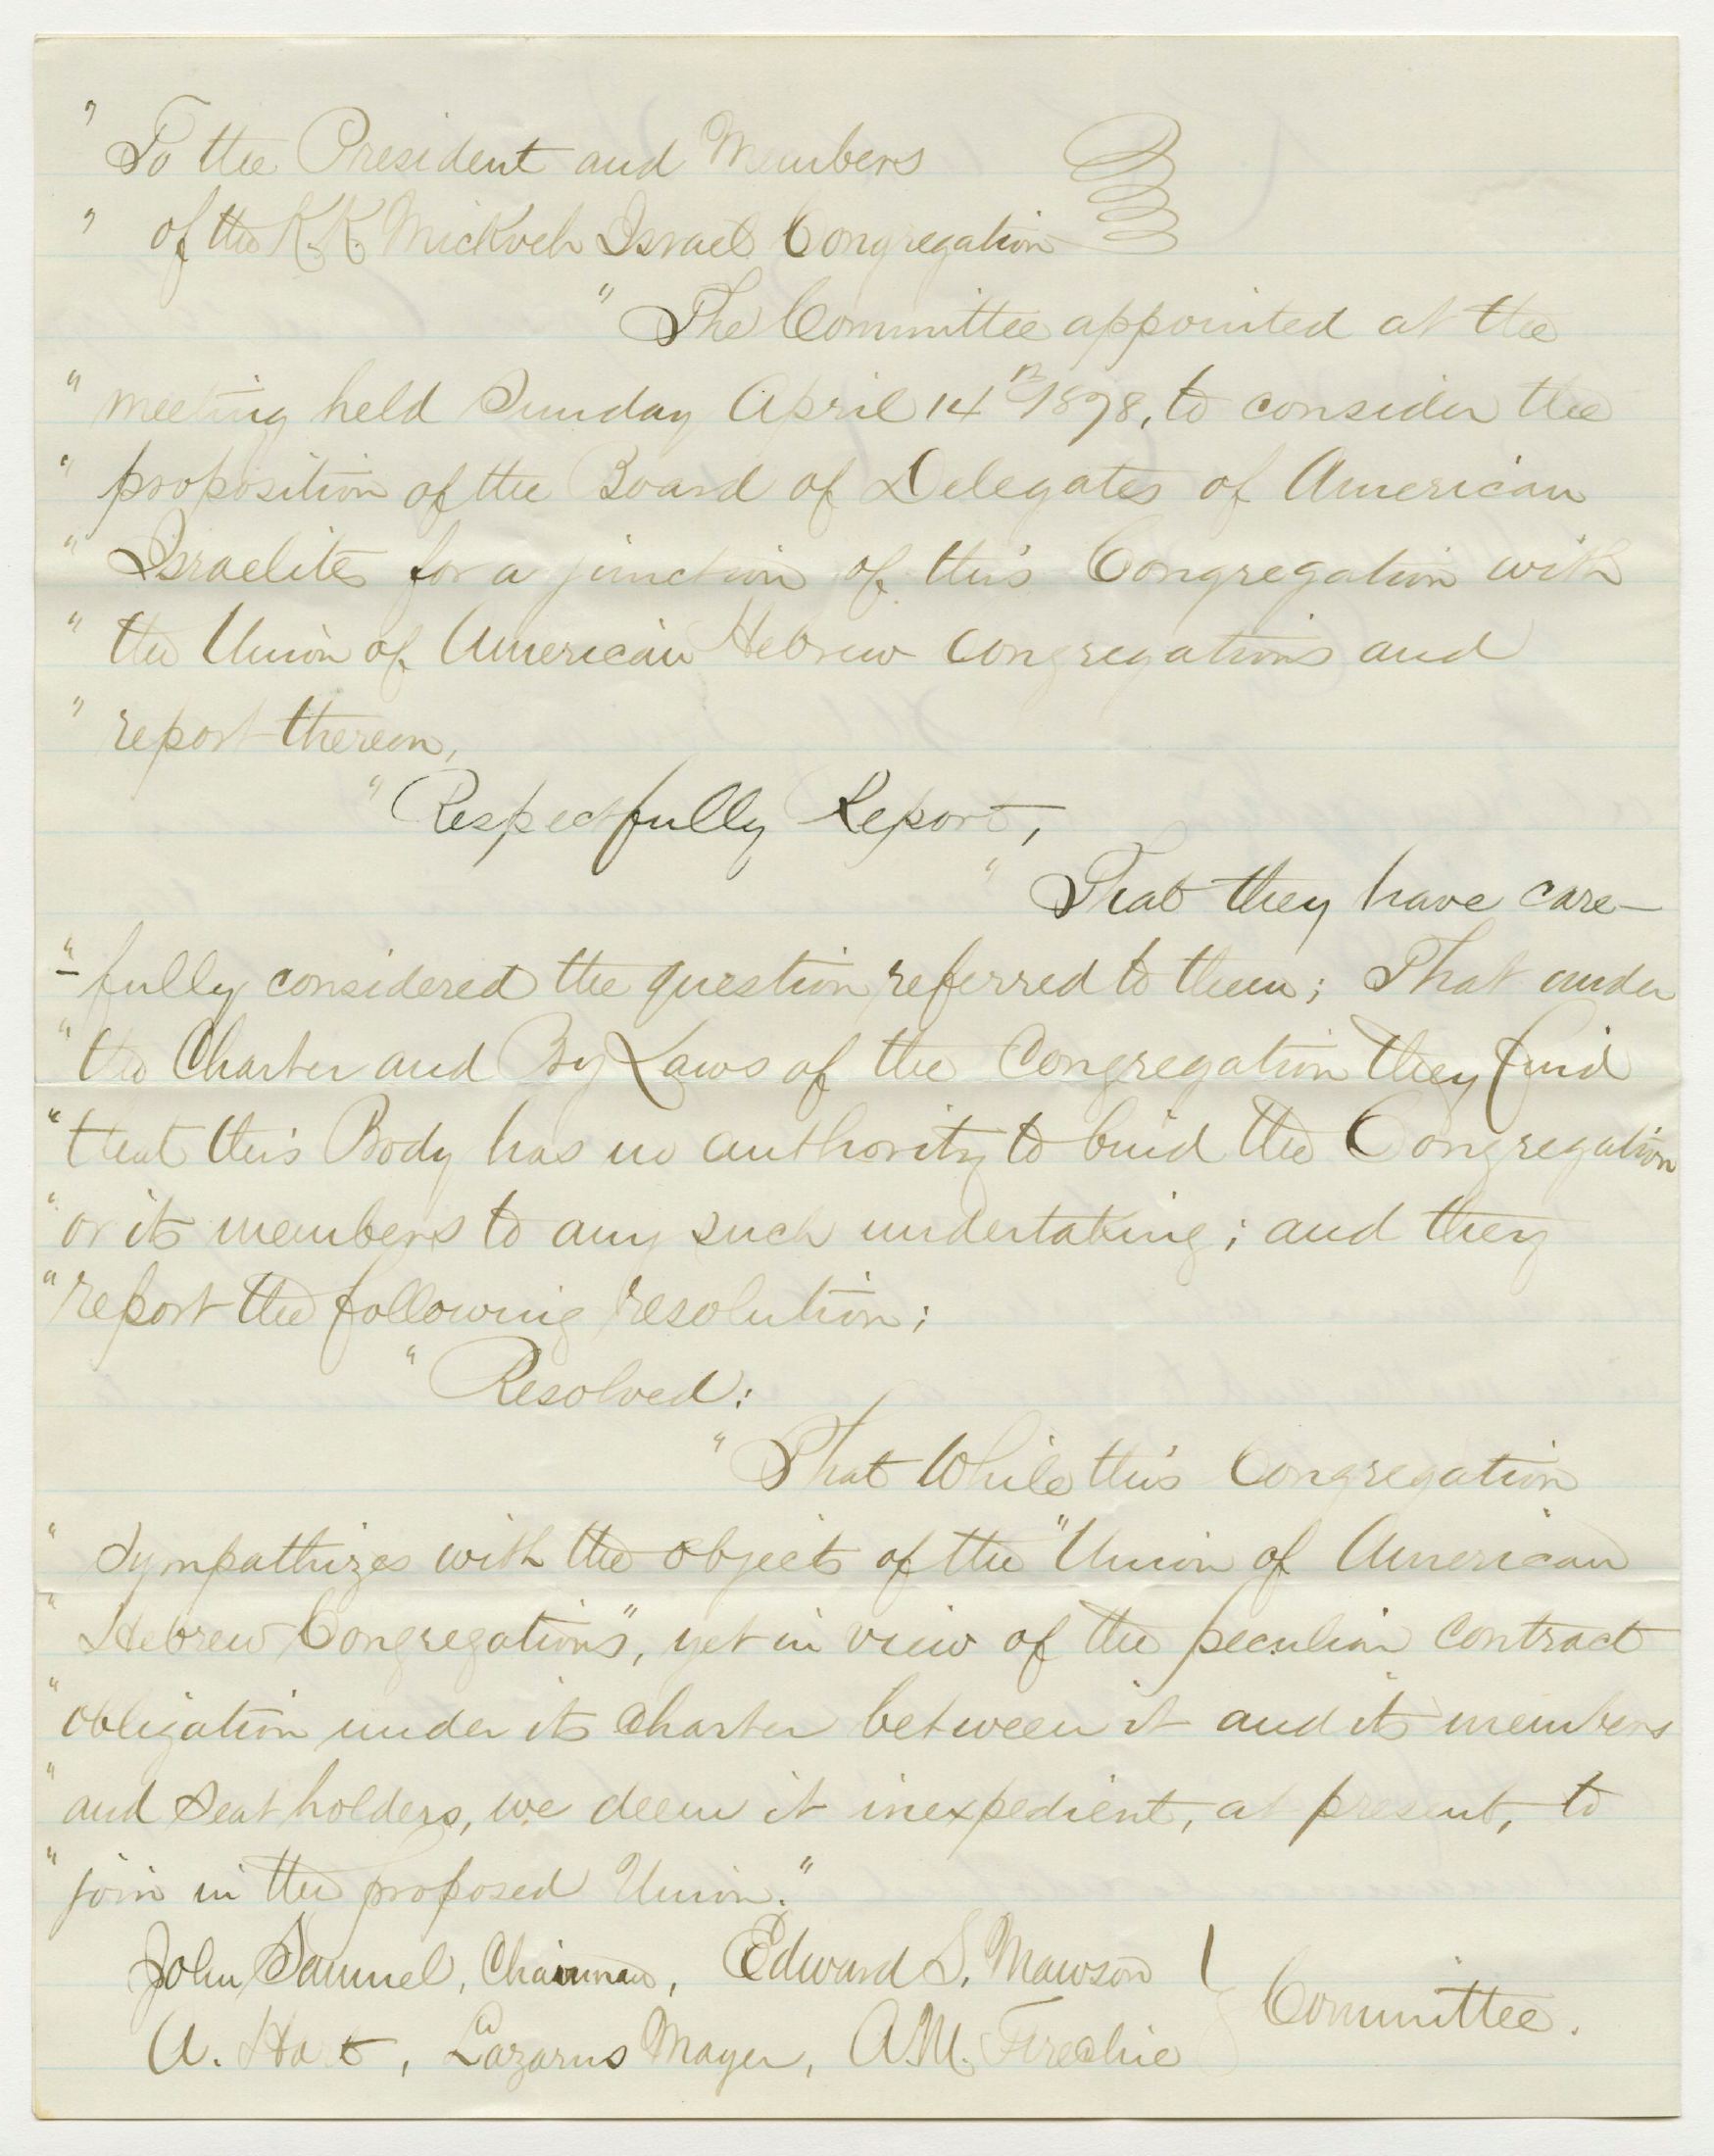 " To the President and Members
" of the K.K. Mickveh Israel Congregation
" The Committee appointed at the
" meeting held Sunday April 14th 1878, to consider the
" proposition of the Board of Delegates of American
" Israelites for a junction of this Congregation with
" the Union of American Hebrew Congregations and
" report thereon,
" Respectfully Report,
" That they have care-
"-fully considered the question referred to them; That under
" the Charter and By Laws of the Congregation they find
" that this Body has no authority to bind the Congregation
" or its members to any such undertaking; and they
" report the following resolution;
" Resolved:
" That While this Congregation
" Sympathizes with the objects of the "Union of American
" Hebrew Congregations", yet in view of the peculiar contract
" obligation under its Charter between it and its members
" and Seat holders, we deem it inexpedient, at present, to
" join in the proposed Union."
John Samuel, Chairman, Edward S. Mawson
A. Hart, Lazarus Mayer, A.M. Frechie
Committee.